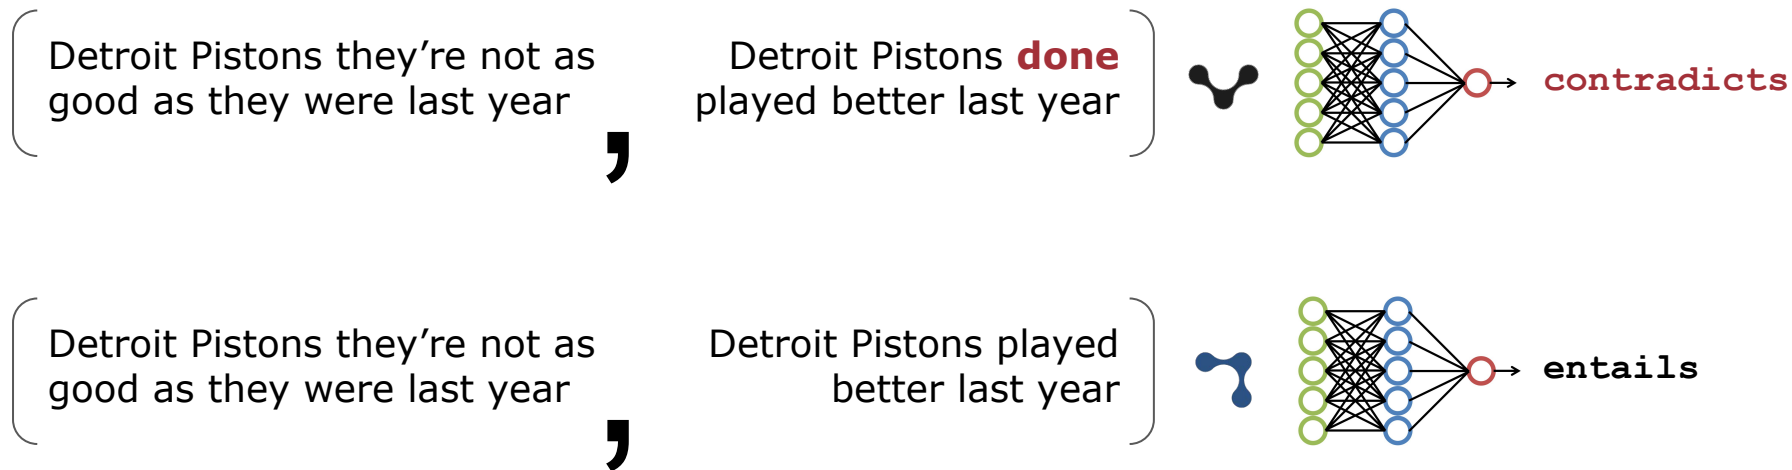 Detroit Pistons they’re not as
good as they were last year
,
Detroit Pistons done
played better last year
contradicts
Detroit Pistons they’re not as
good as they were last year
,
Detroit Pistons played
better last year
entails